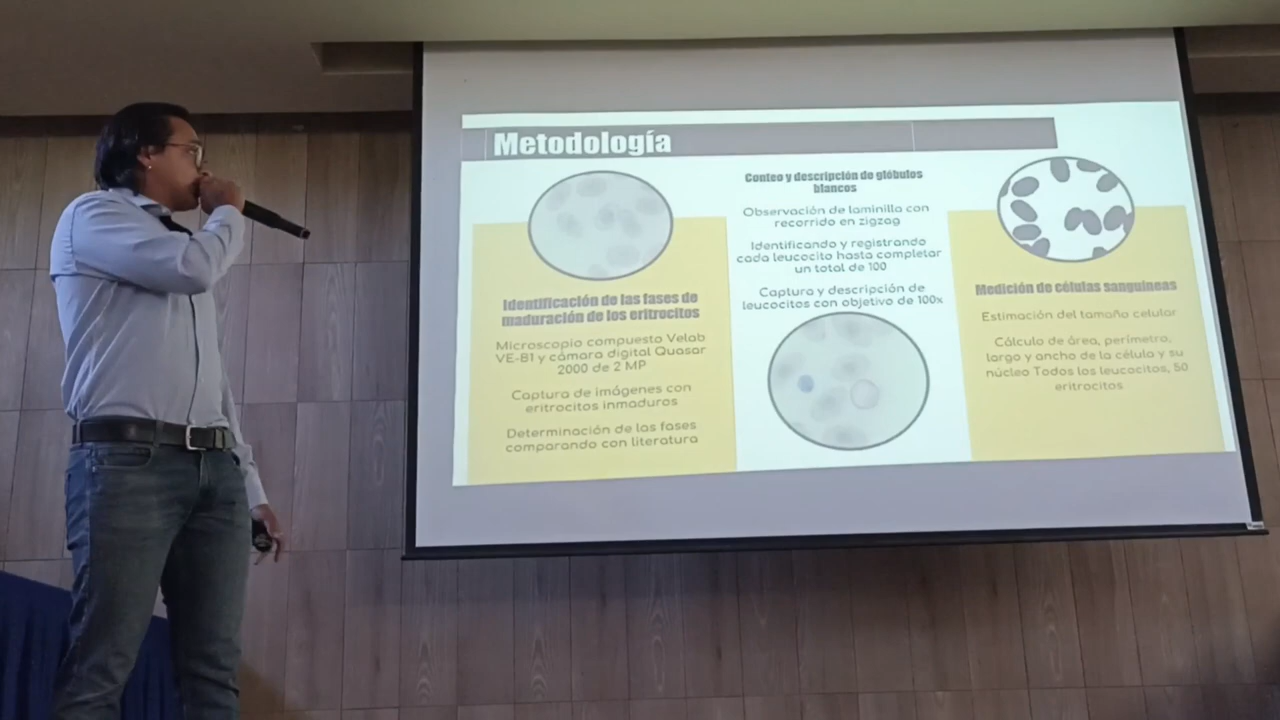 Metodología
Identificación de las fases de
maduración de los eritrocitos
Microscopio compuesto Velab
VE-B1 y cámara digital Quasar
2000 de 2 MP
Captura de imágenes con
eritrocitos inmaduros
Determinación de las fases
comparando con literatura
Conteo y descripción de glóbulos
blancos
Observación de laminilla con
recorrido en zigzag
Identificando y registrando
cada leucocito hasta completar
un total de 100
Captura y descripción de
leucocitos con objetivo de 100x
Medición de células sanguíneas
Estimación del tamaño celular
Cálculo de área, perímetro,
largo y ancho de la célula y su
núcleo Todos los leucocitos, 50
eritrocitos